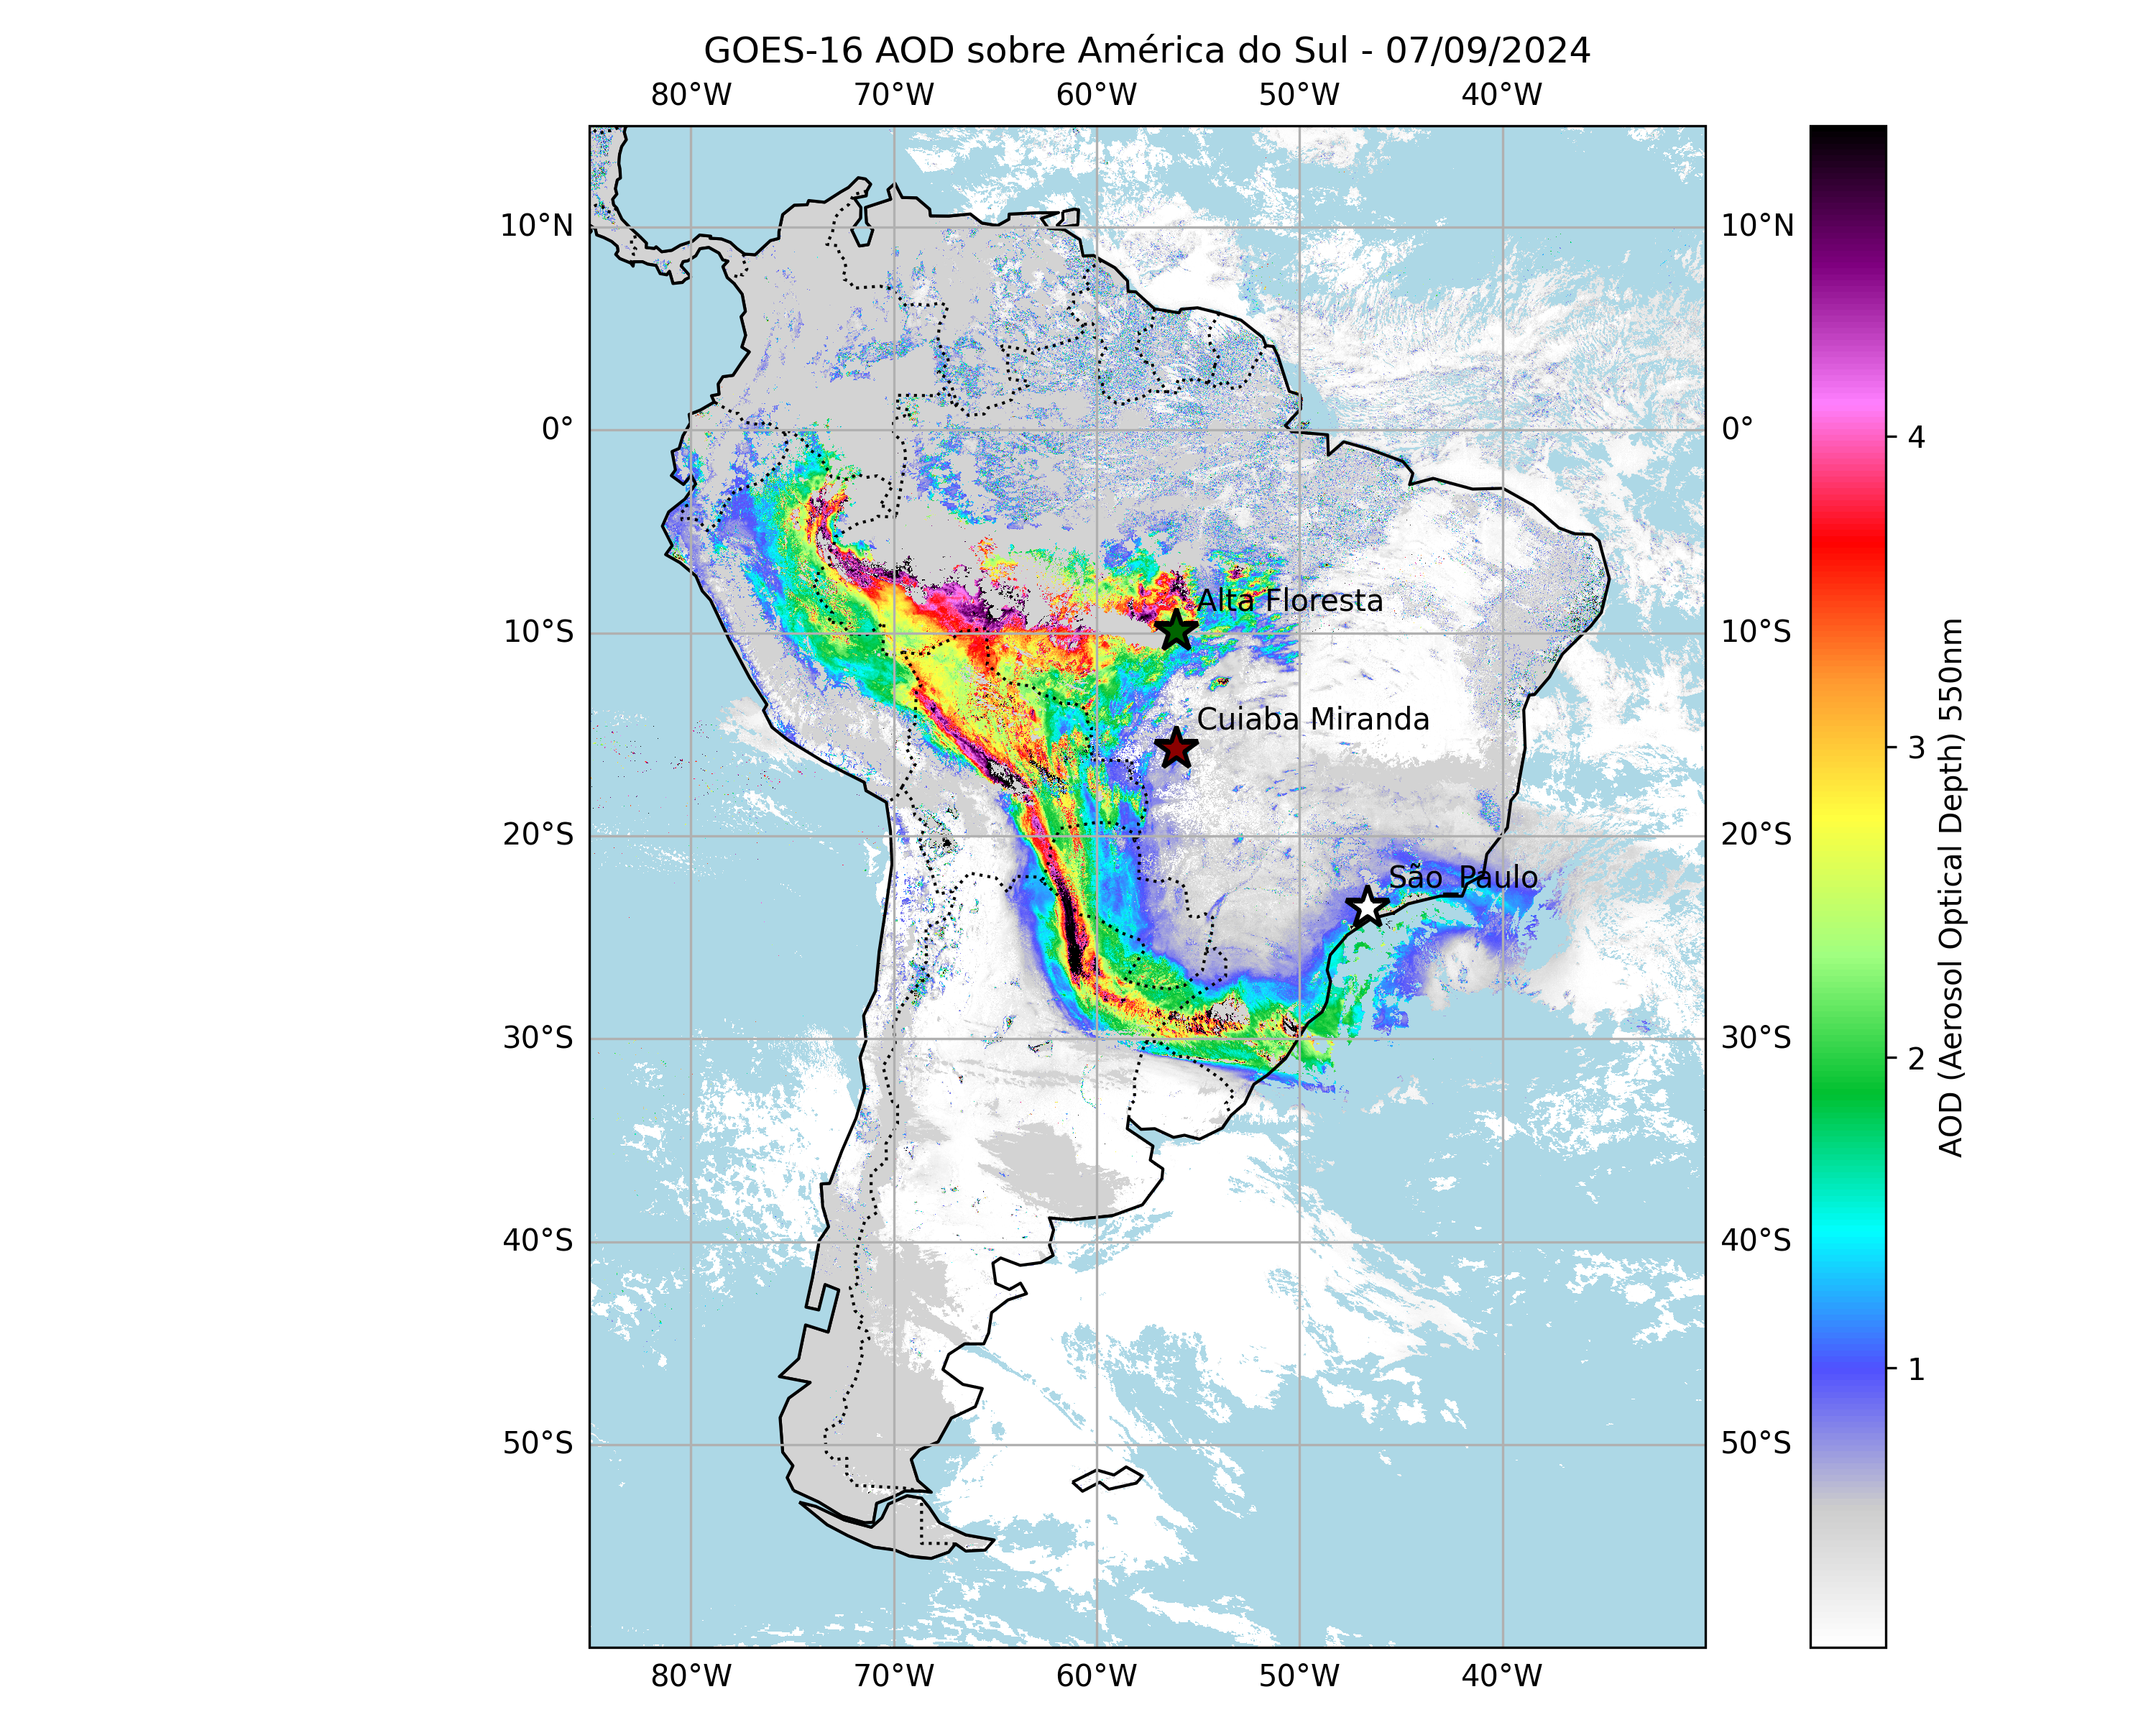 GOES-16 AOD sobre América do Sul - 07/09/2024
80°W 70°W 60°W 50°W 40°W
10°N 10°N
0° 0°
Alta Floresta
10°S 10°S
Cuiaba Miranda
20°S 20°S
São Paulo
30°S 30°S
40°S 40°S
50°S 50°S
80°W 70°W 60°W 50°W 40°W
4
3
2
1
AOD (Aerosol Optical Depth) 550nm